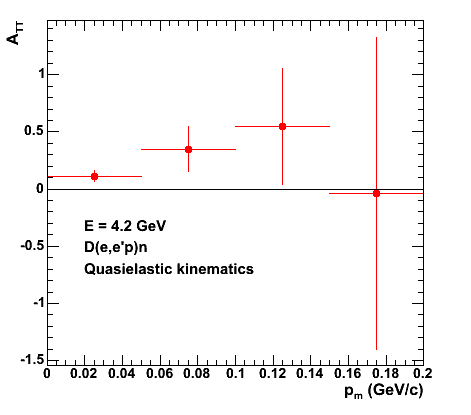 A_TT
1
0.5
0
-0.5
-1
-1.5
E = 4.2 GeV
D(e,e'p)n
Quasielastic kinematics
0 0.02 0.04 0.06 0.08 0.1 0.12 0.14 0.16 0.18 0.2
p_m (GeV/c)